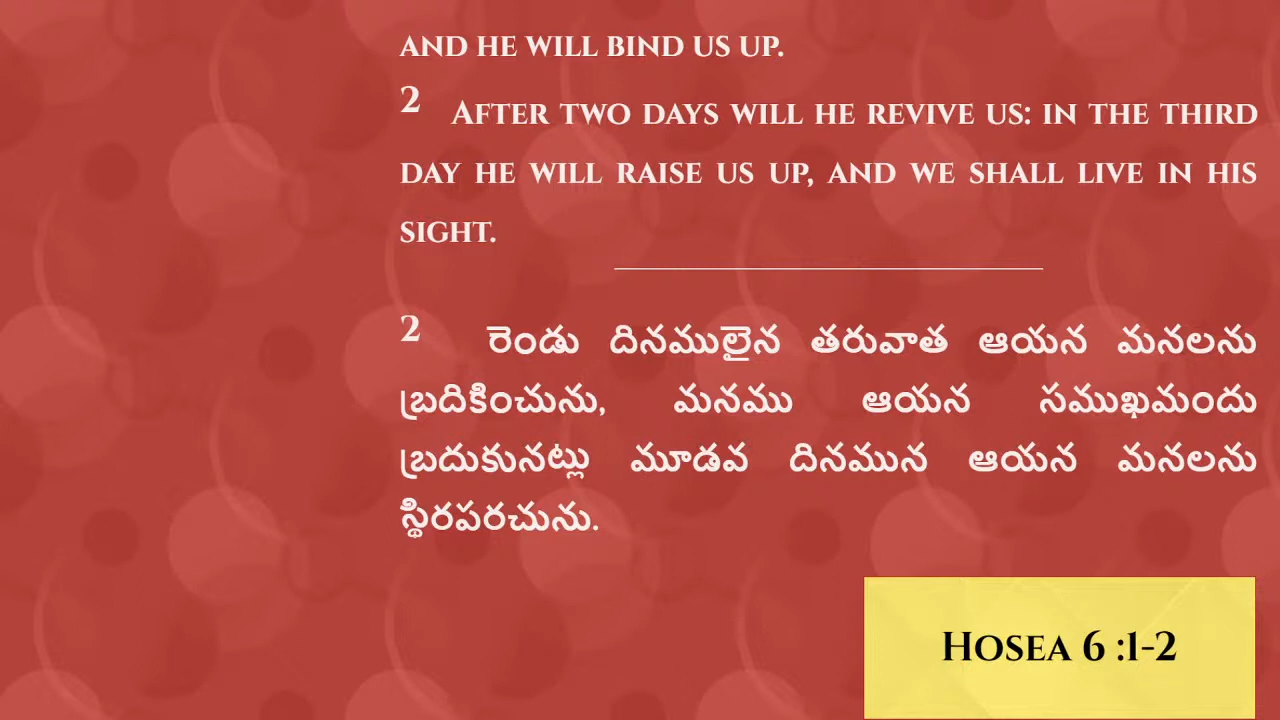 AND HE WILL BIND US UP.
2 AFTER TWO DAYS WILL HE REVIVE US: IN THE THIRD
DAY HE WILL RAISE US UP, AND WE SHALL LIVE IN HIS
SIGHT.
2 రెండు దినములైన తరువాత ఆయన మనలను
బ్రదికించును, మనము ఆయన సముఖమందు
బ్రదుకునట్లు మూడవ దినమున ఆయన మనలను
స్థిరపరచును.
HOSEA 6 :1-2